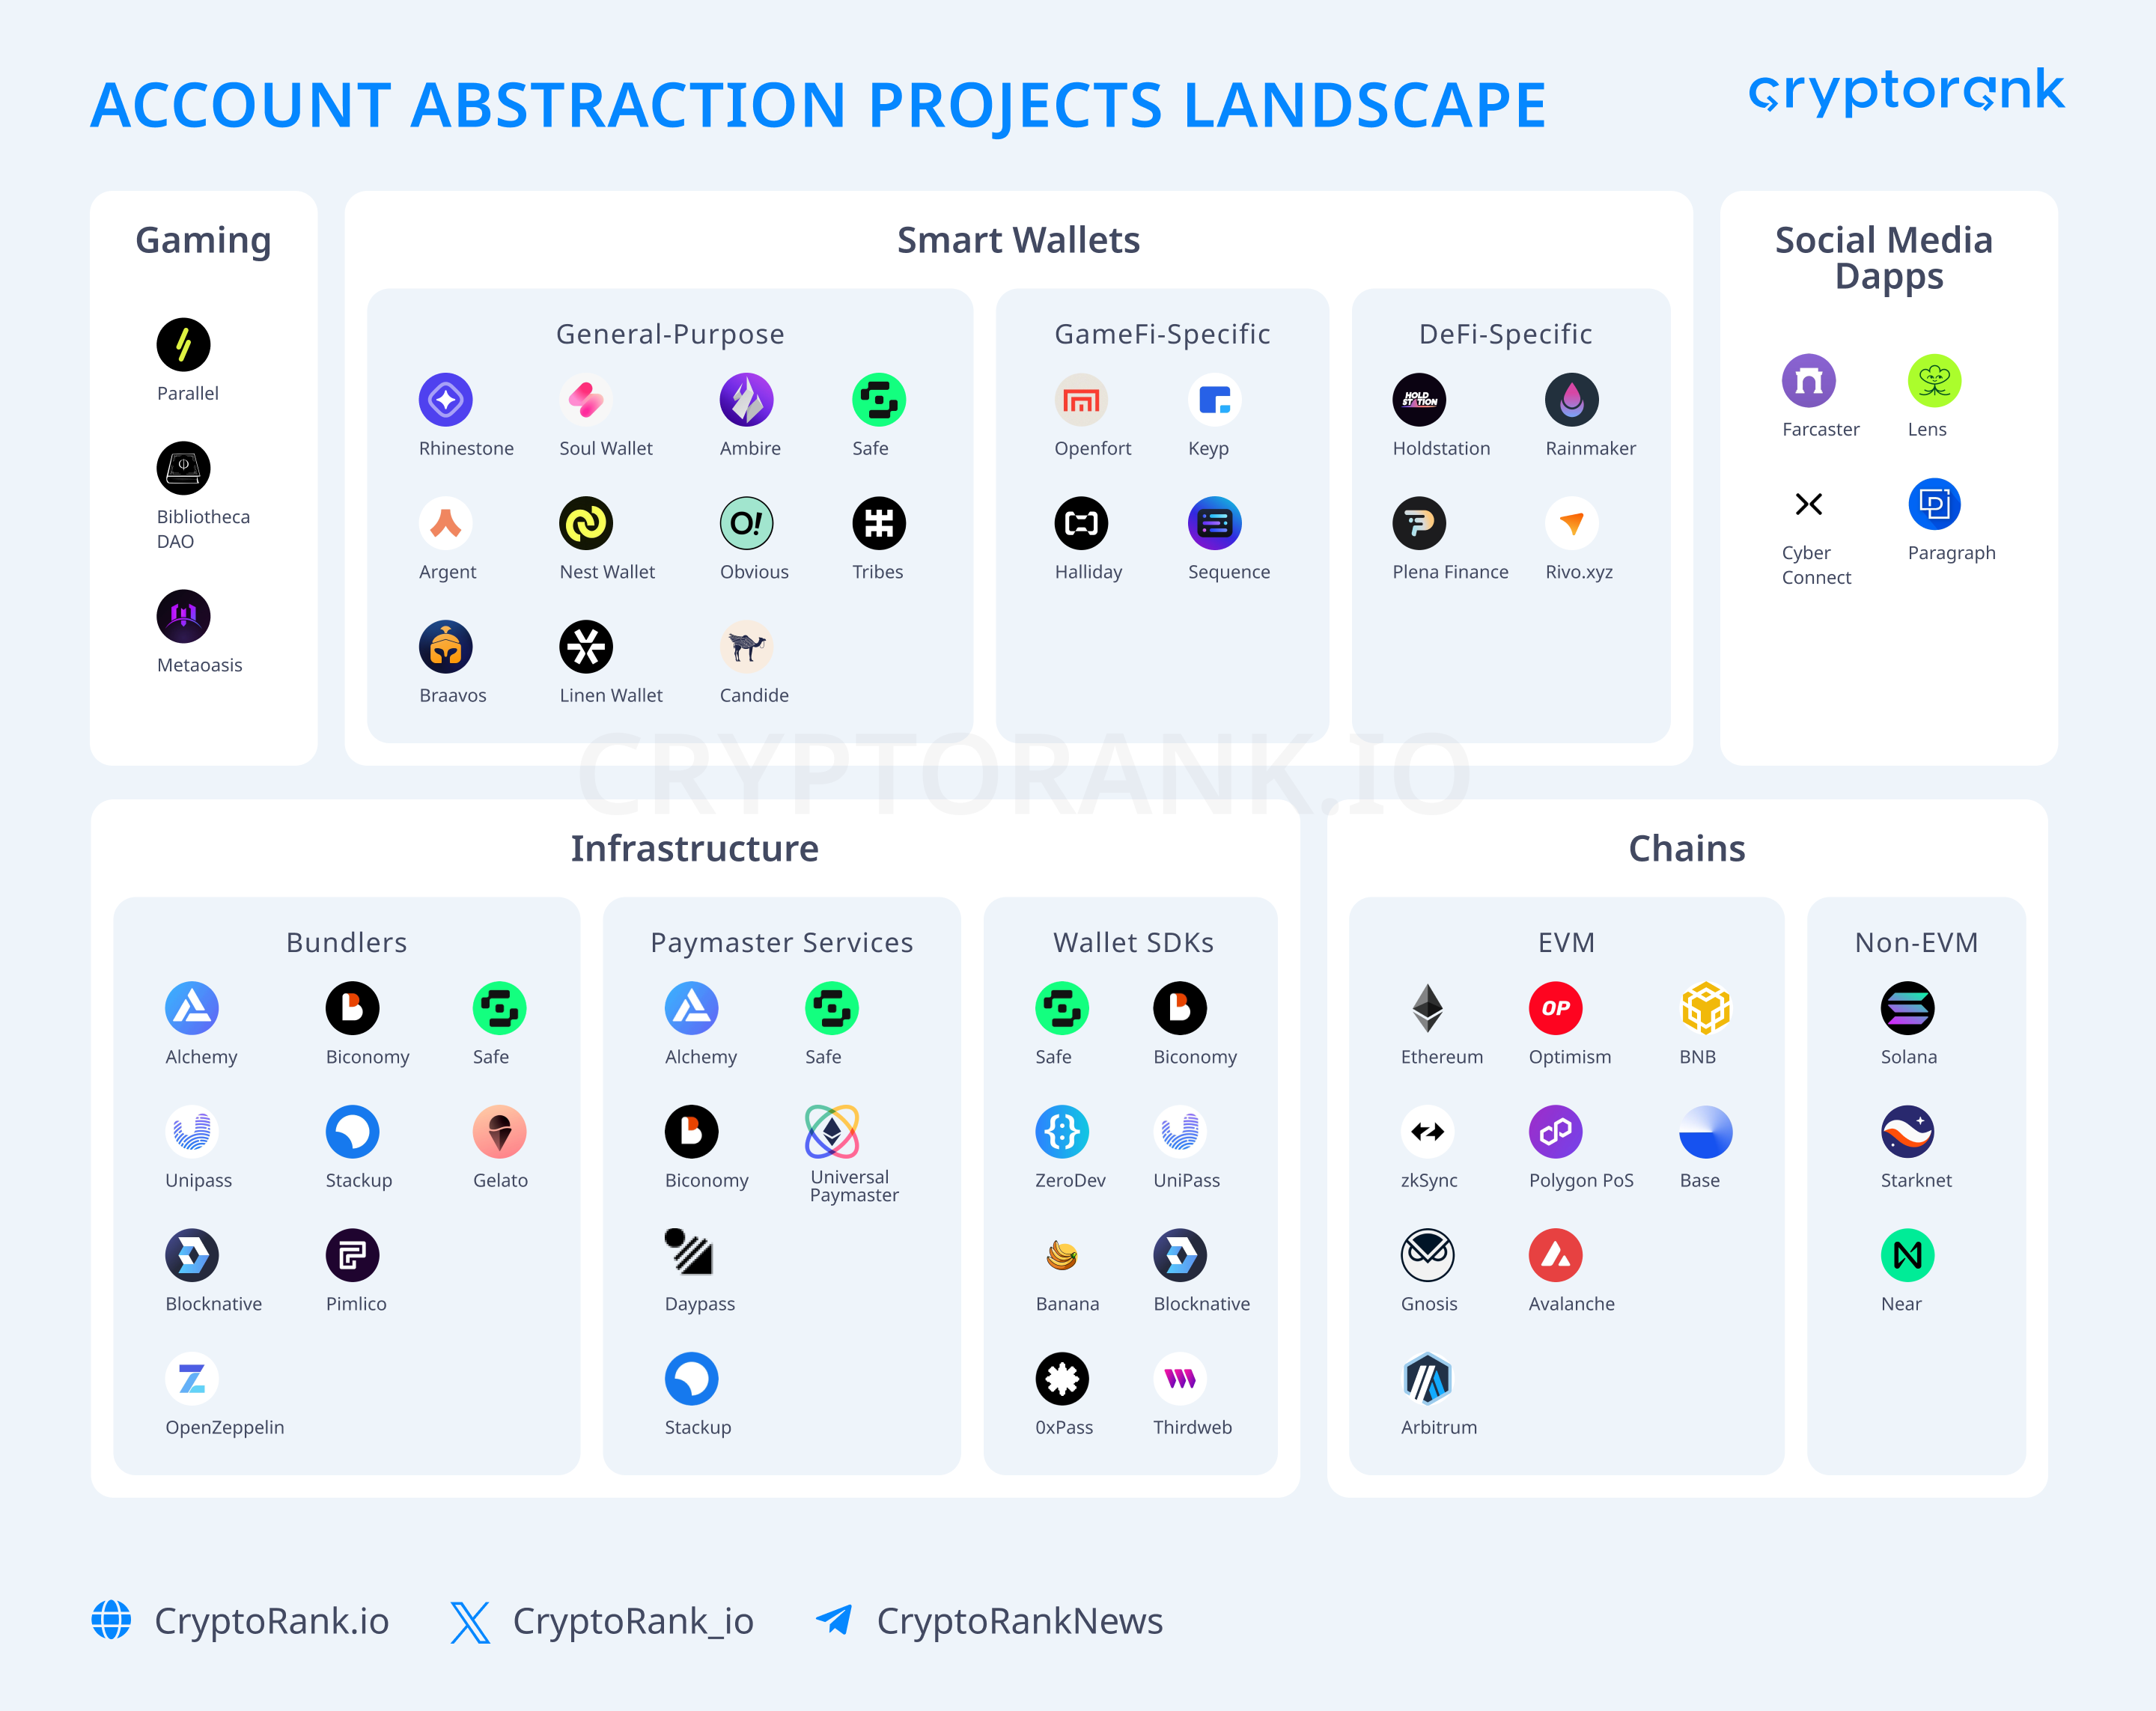 ACCOUNT ABSTRACTION PROJECTS LANDSCAPE
cryptorank
Gaming
Parallel
Bibliotheca
DAO
Metaoasis
Smart Wallets
General-Purpose
Rhinestone
Soul Wallet
Ambire
Safe
Argent
Nest Wallet
O!
Obvious
Tribes
Braavos
Linen Wallet
Candide
GameFi-Specific
Openfort
Keyp
Halliday
Sequence
DeFi-Specific
HOLD
STATION
Holdstation
Rainmaker
Plena Finance
Rivo.xyz
Social Media
Dapps
Farcaster
Lens
Cyber
Connect
Paragraph
CRYPTORANK.IO
Infrastructure
Bundlers
Alchemy
Biconomy
Safe
Unipass
Stackup
Gelato
Blocknative
Pimlico
OpenZeppelin
Paymaster Services
Alchemy
Safe
Biconomy
Universal
Paymaster
Daypass
Stackup
Wallet SDKs
Safe
Biconomy
ZeroDev
UniPass
Banana
Blocknative
0xPass
Thirdweb
Chains
EVM
Ethereum
OP
Optimism
BNB
zkSync
Polygon PoS
Base
Gnosis
Avalanche
Arbitrum
Non-EVM
Solana
Starknet
Near
CryptoRank.io
CryptoRank_io
CryptoRankNews